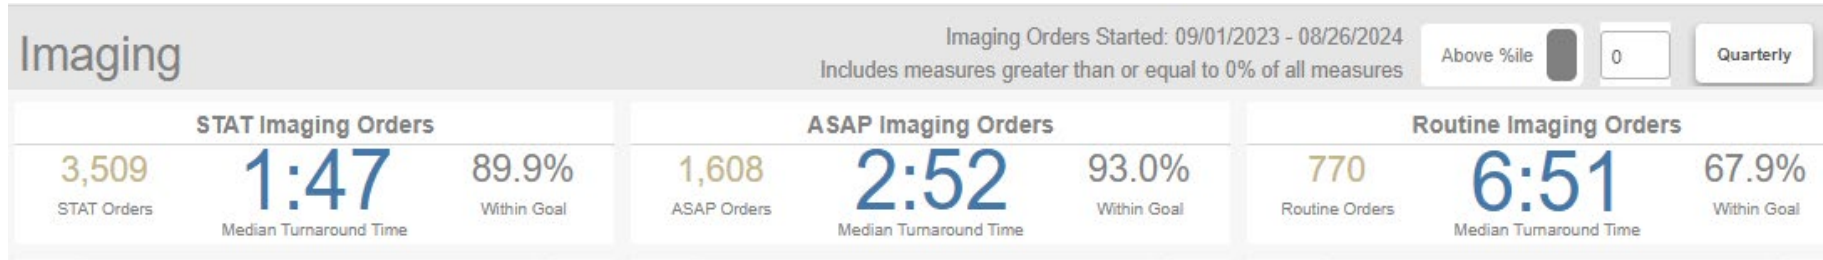 Imaging
Imaging Orders Started: 09/01/2023 - 08/26/2024
Includes measures greater than or equal to 0% of all measures
Above %ile
0
Quarterly
STAT Imaging Orders
3,509
STAT Orders
1:47
Median Turnaround Time
89.9%
Within Goal
ASAP Imaging Orders
1,608
ASAP Orders
2:52
Median Turnaround Time
93.0%
Within Goal
Routine Imaging Orders
770
Routine Orders
6:51
Median Turnaround Time
67.9%
Within Goal